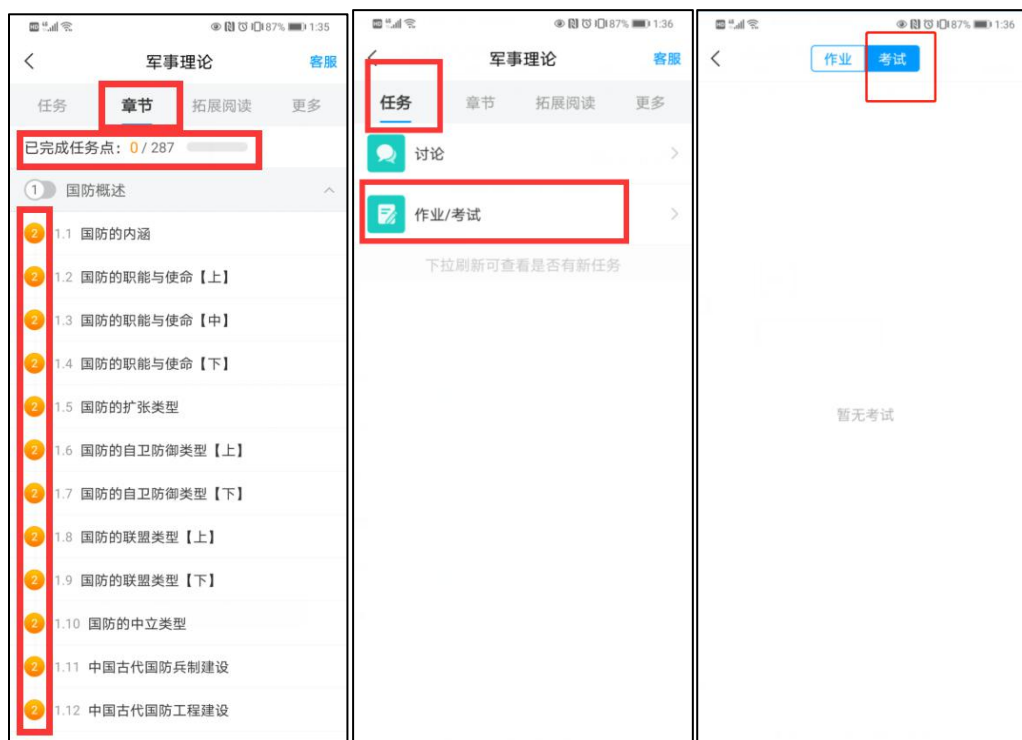 87% 1:35
军事理论
客服
任务 章节 拓展阅读 更多
已完成任务点：0 / 287
1 国防概述
2 1.1 国防的内涵
2 1.2 国防的职能与使命【上】
2 1.3 国防的职能与使命【中】
2 1.4 国防的职能与使命【下】
2 1.5 国防的扩张类型
2 1.6 国防的自卫防御类型【上】
2 1.7 国防的自卫防御类型【下】
2 1.8 国防的联盟类型【上】
2 1.9 国防的联盟类型【下】
2 1.10 国防的中立类型
2 1.11 中国古代国防兵制建设
2 1.12 中国古代国防工程建设
87% 1:36
军事理论
客服
任务 章节 拓展阅读 更多
讨论
作业/考试
下拉刷新可查看是否有新任务
87% 1:36
作业 考试
暂无考试